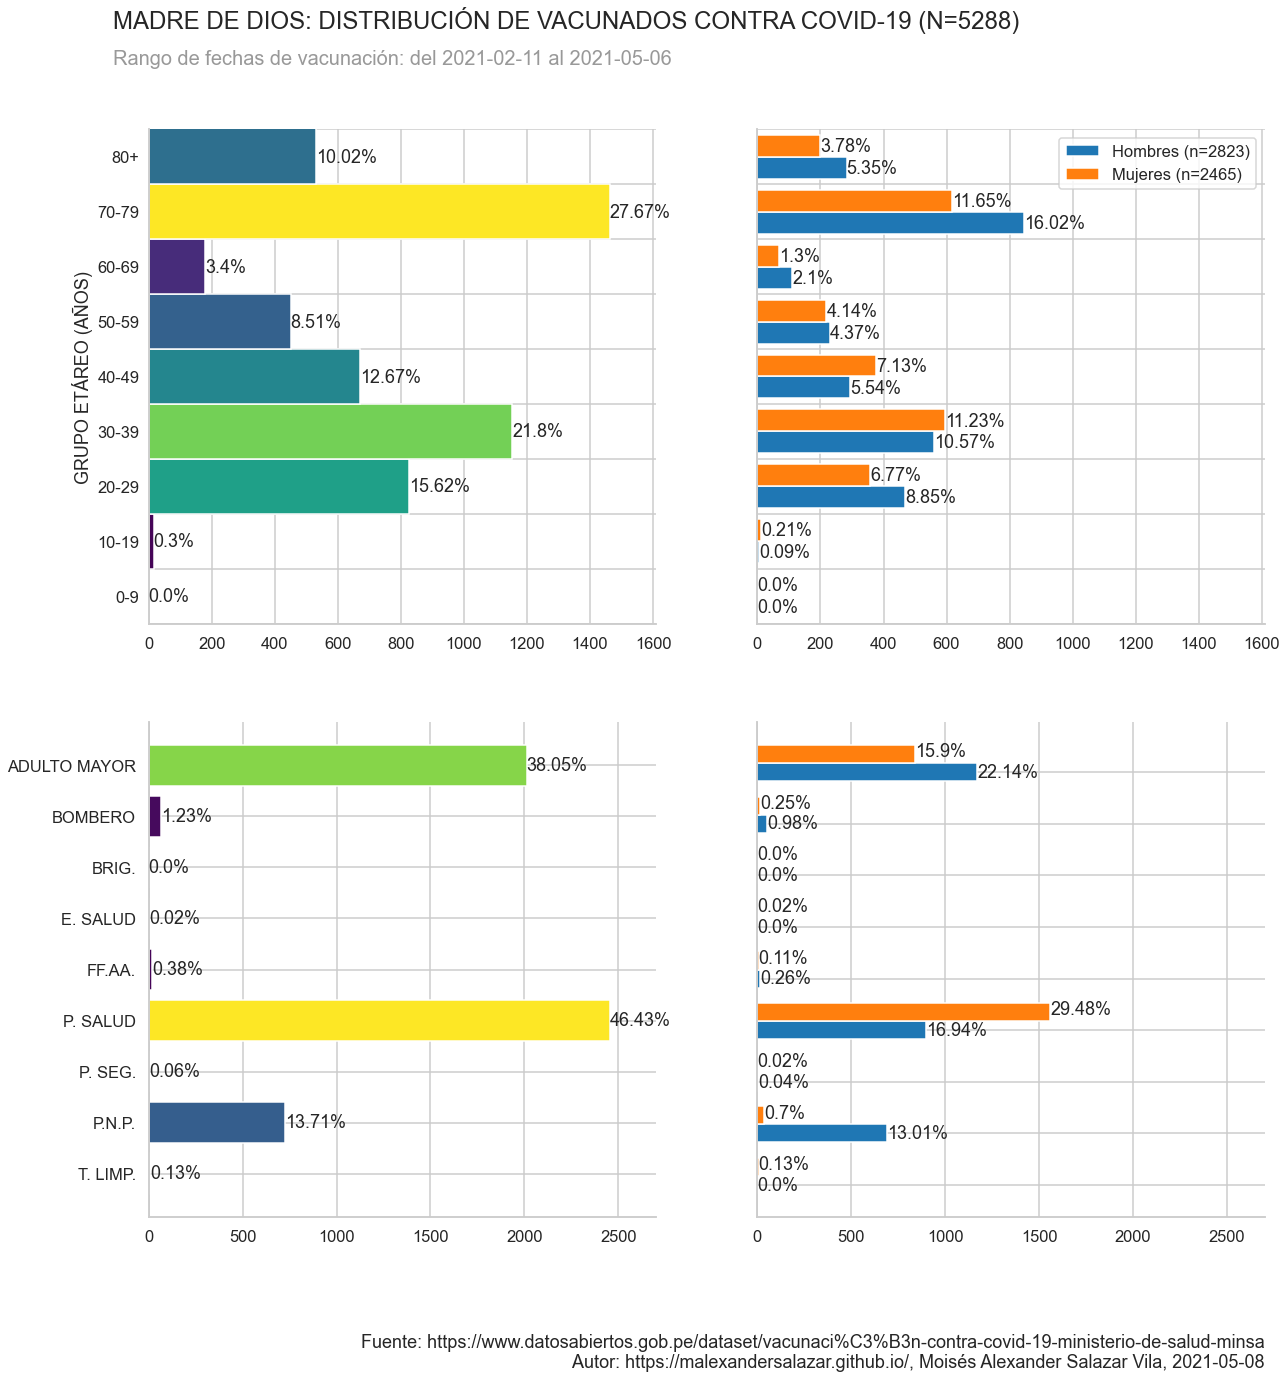 MADRE DE DIOS: DISTRIBUCIÓN DE VACUNADOS CONTRA COVID-19 (N=5288)
Rango de fechas de vacunación: del 2021-02-11 al 2021-05-06
GRUPO ETÁREO (AÑOS)
80+ 10.02%
70-79 27.67%
60-69 3.4%
50-59 8.51%
40-49 12.67%
30-39 21.8%
20-29 15.62%
10-19 0.3%
0-9 0.0%
0 200 400 600 800 1000 1200 1400 1600
Hombres (n=2823)
Mujeres (n=2465)
3.78%
5.35%
11.65%
16.02%
1.3%
2.1%
4.14%
4.37%
7.13%
5.54%
11.23%
10.57%
6.77%
8.85%
0.21%
0.09%
0.0%
0.0%
0 200 400 600 800 1000 1200 1400 1600
ADULTO MAYOR 38.05%
BOMBERO 1.23%
BRIG. 0.0%
E. SALUD 0.02%
FF.AA. 0.38%
P. SALUD 46.43%
P. SEG. 0.06%
P.N.P. 13.71%
T. LIMP. 0.13%
0 500 1000 1500 2000 2500
15.9%
22.14%
0.25%
0.98%
0.0%
0.0%
0.02%
0.0%
0.11%
0.26%
29.48%
16.94%
0.02%
0.04%
0.7%
13.01%
0.13%
0.0%
0 500 1000 1500 2000 2500
Fuente: https://www.datosabiertos.gob.pe/dataset/vacunaci%C3%B3n-contra-covid-19-ministerio-de-salud-minsa
Autor: https://malexandersalazar.github.io/, Moisés Alexander Salazar Vila, 2021-05-08